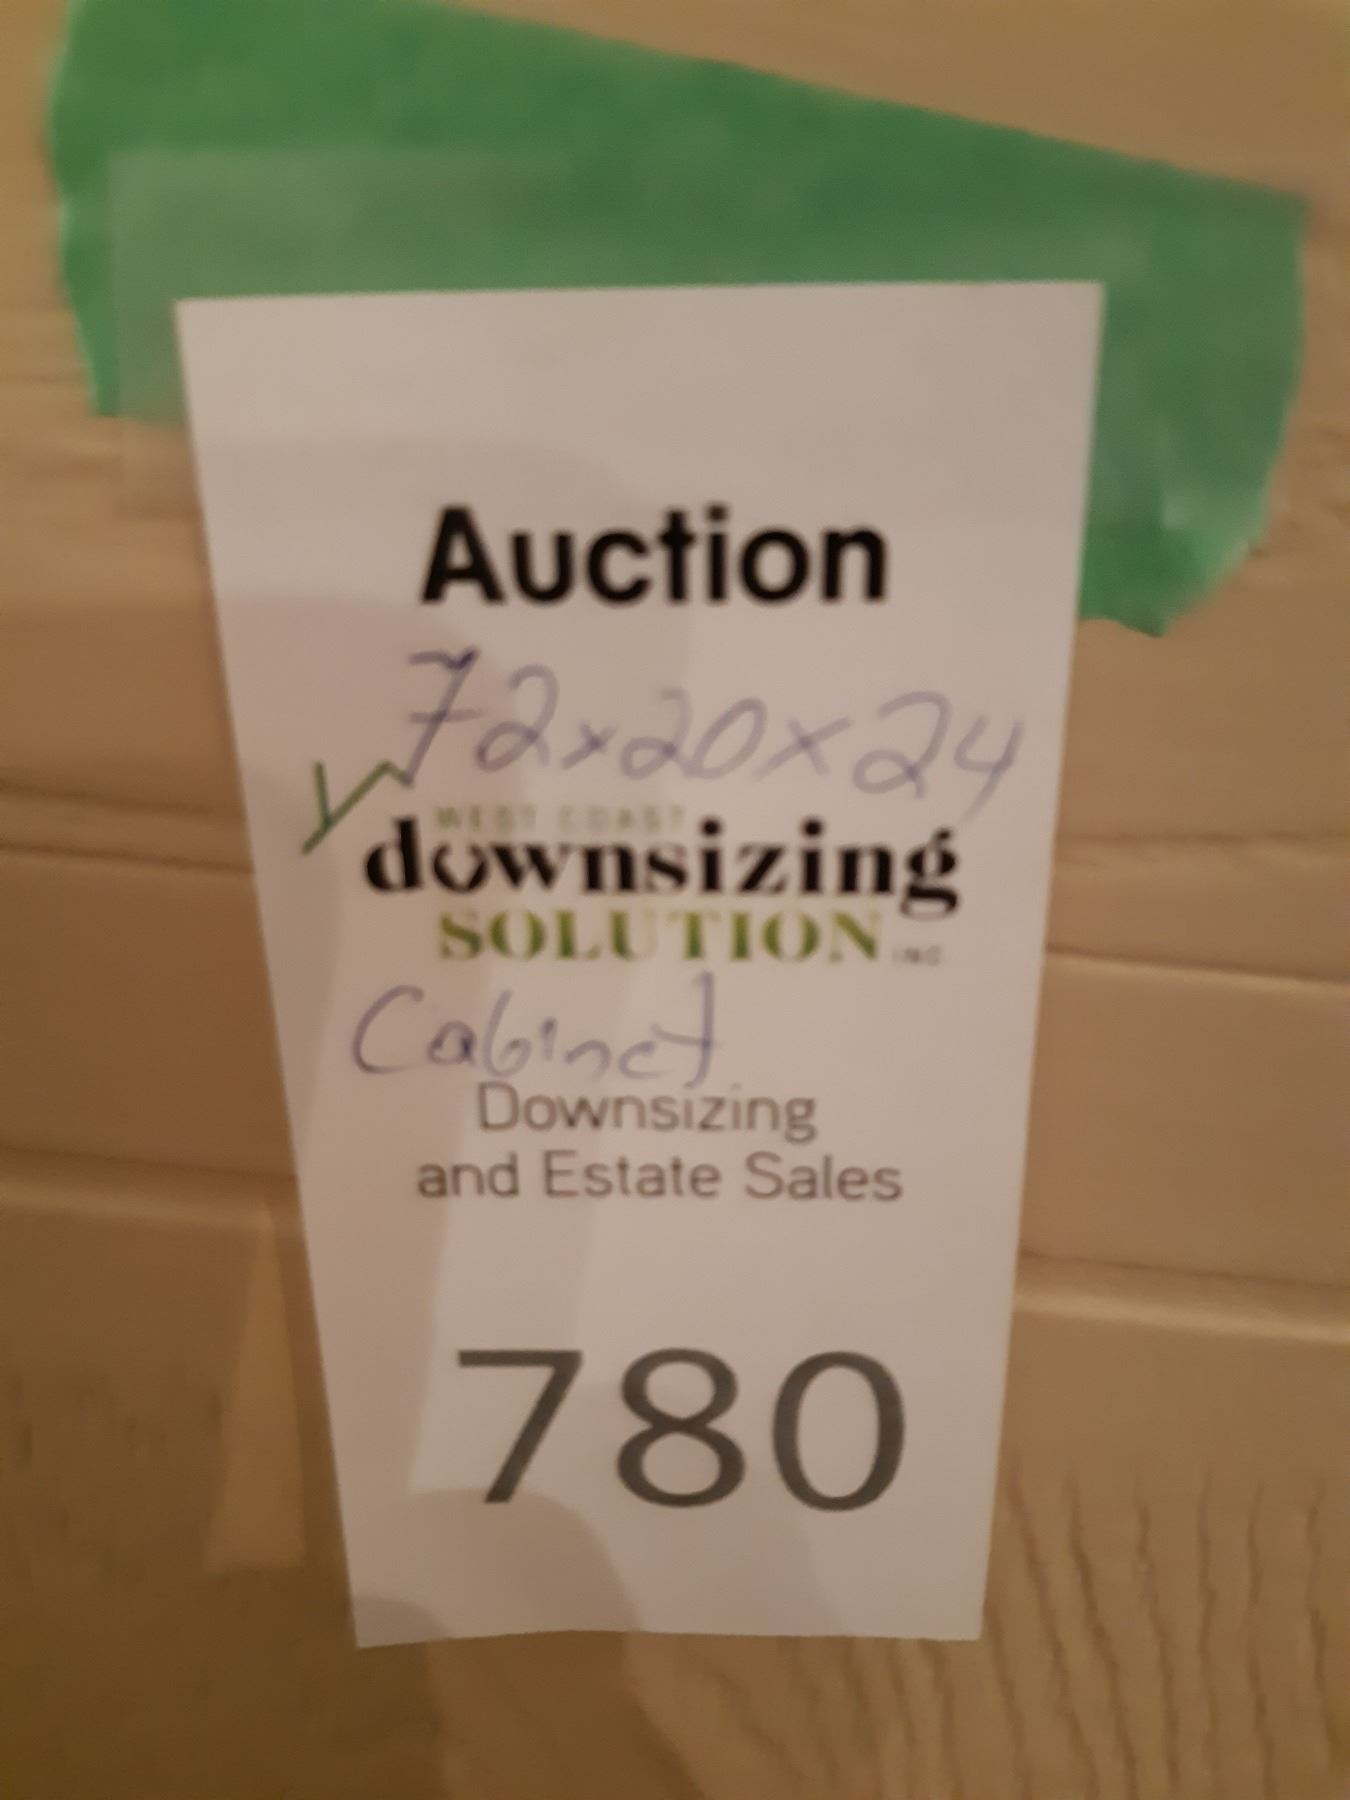 Auction
72x20x24
WEST COAST
downsizing
SOLUTION INC
Cabinet
Downsizing
and Estate Sales
780